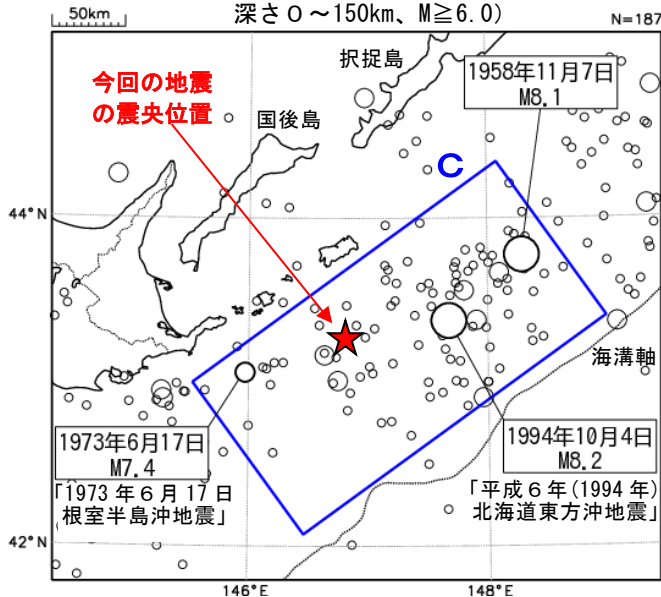 50km
深さ０～150km、M≧6.0)
N=187
択捉島
1958年11月7日
M8.1
今回の地震
の震央位置
国後島
C
44°N
海溝軸
1973年6月17日
M7.4
1994年10月4日
M8.2
「1973年6月17日
根室半島沖地震」
「平成６年(1994年)
北海道東方沖地震」
42°N
146°E
148°E